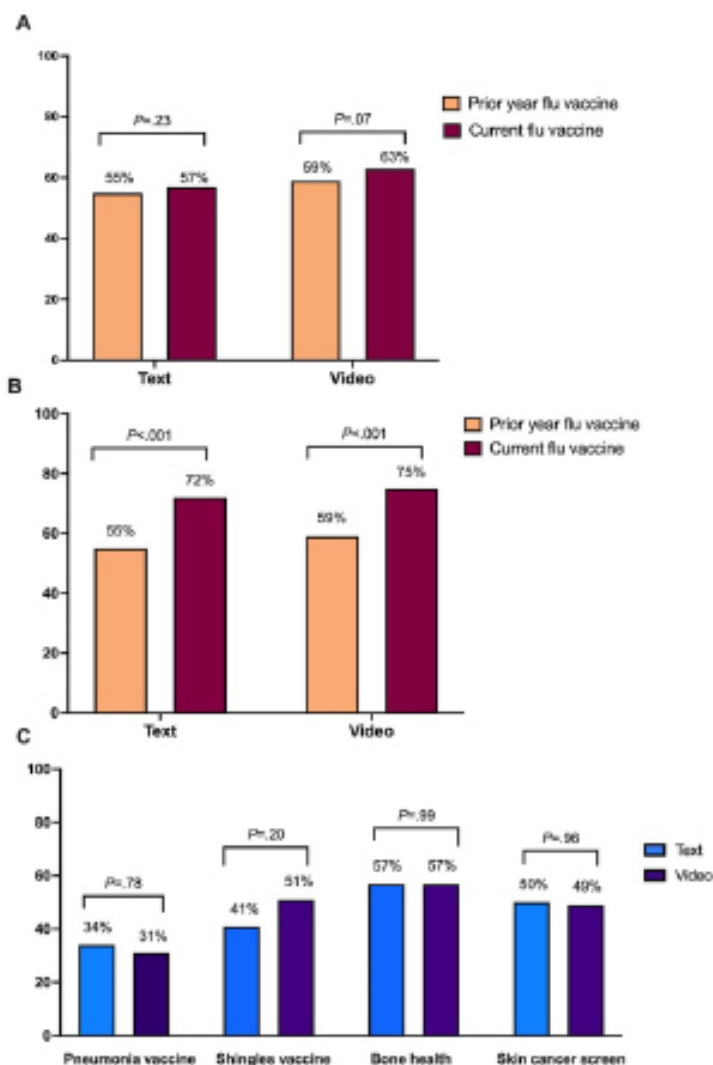 A
100
P=.23
P=.07
Prior year flu vaccine
Current flu vaccine
80
55%
57%
59%
63%
60
40
20
0
Text
Video
B
100
P<.001
P<.001
Prior year flu vaccine
Current flu vaccine
80
55%
72%
59%
75%
60
40
20
0
Text
Video
C
100
P=.78
P=.20
P=.99
P=.96
Text
Video
80
34%
31%
41%
51%
57%
57%
50%
49%
60
40
20
0
Pneumonia vaccine
Shingles vaccine
Bone health
Skin cancer screen